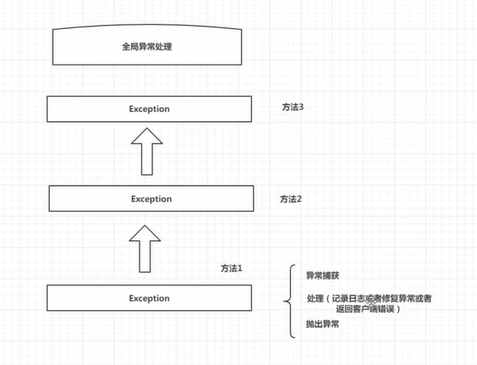 全局异常处理
Exception
方法3
Exception
方法2
方法1
异常捕获
Exception
处理（记录日志或者修复异常或者
返回客户端错误）
抛出异常